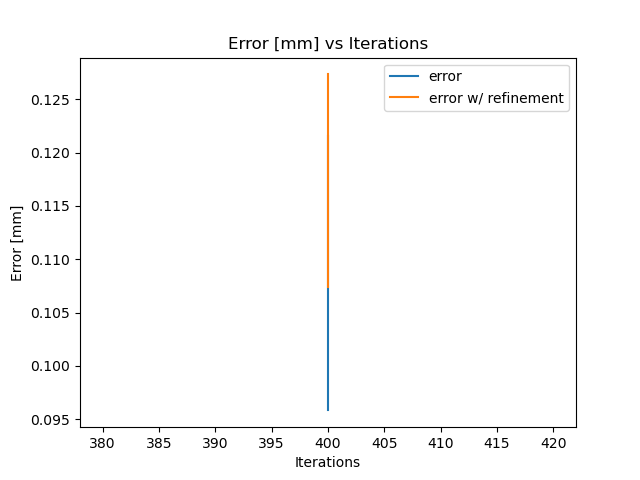 Error [mm] vs Iterations
error
error w/ refinement
0.125
0.120
0.115
0.110
0.105
0.100
0.095
Error [mm]
380 385 390 395 400 405 410 415 420
Iterations